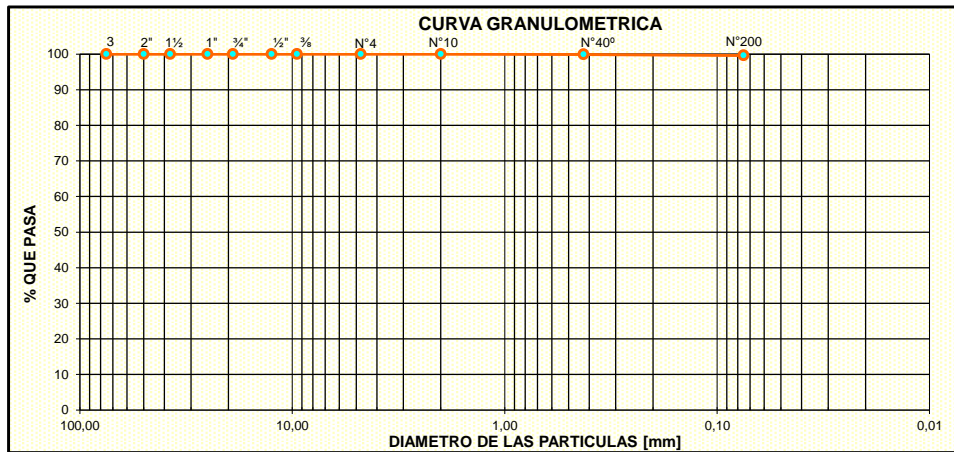 CURVA GRANULOMETRICA
3 2" 1½ 1" ¾" ½" ⅜ N°4 N°10 N°40º N°200
100
90
80
70
60
50
40
30
20
10
0
% QUE PASA
100,00 10,00 1,00 0,10 0,01
DIAMETRO DE LAS PARTICULAS [mm]